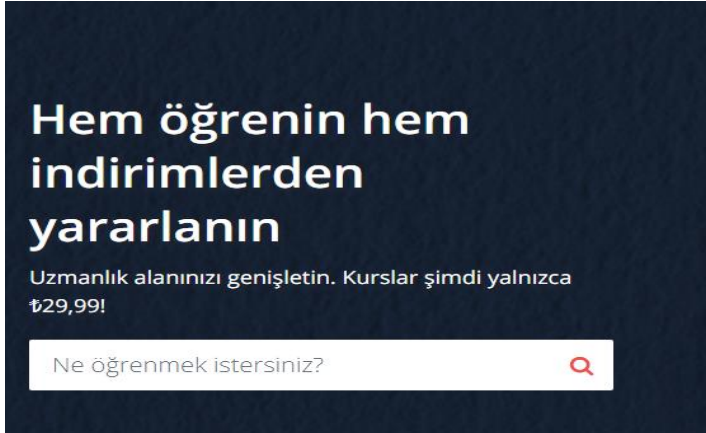 Hem öğrenin hem
indirimlerden
yararlanın
Uzmanlık alanınızı genişletin. Kurslar şimdi yalnızca
₺29,99!
Ne öğrenmek istersiniz?